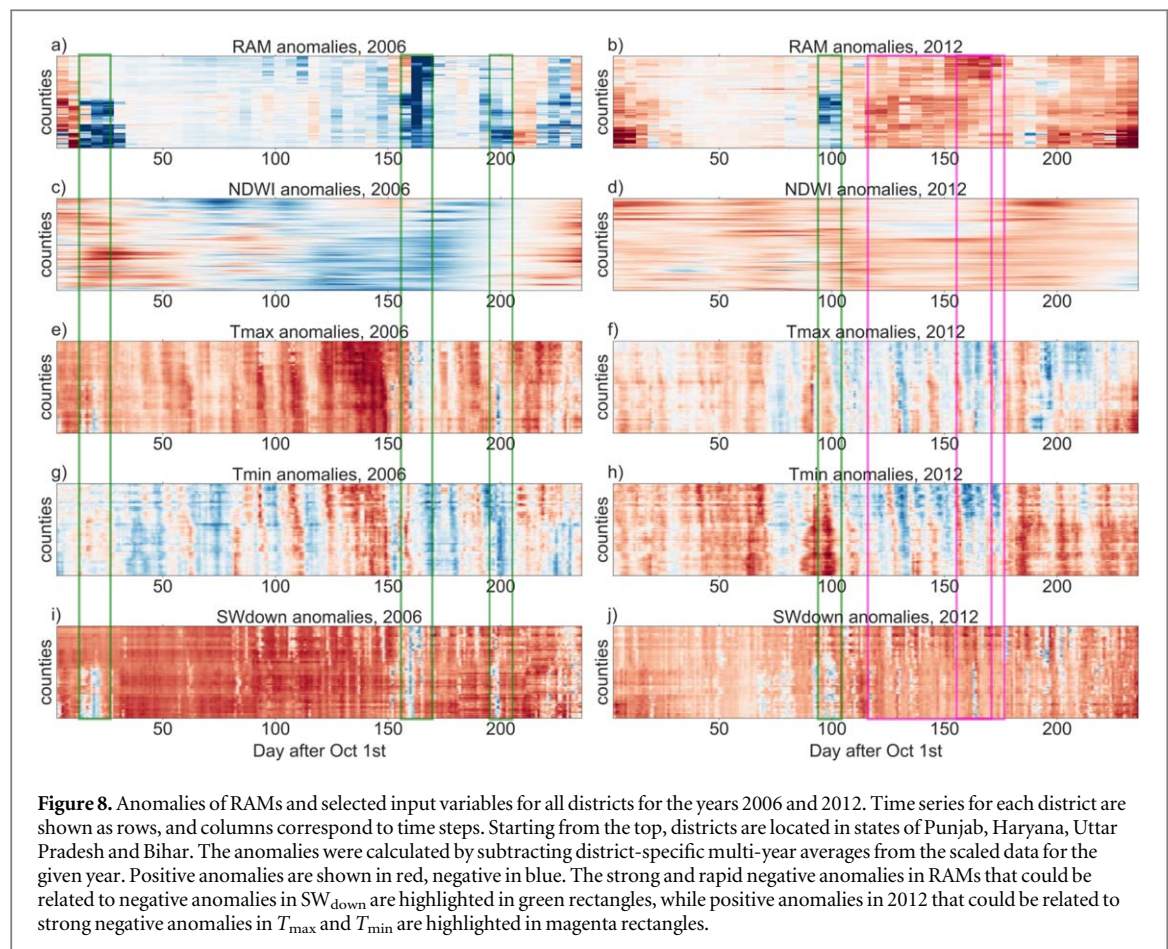 a) RAM anomalies, 2006
counties
50 100 150 200
b) RAM anomalies, 2012
counties
50 100 150 200
c) NDWI anomalies, 2006
counties
50 100 150 200
d) NDWI anomalies, 2012
counties
50 100 150 200
e) Tmax anomalies, 2006
counties
50 100 150 200
f) Tmax anomalies, 2012
counties
50 100 150 200
g) Tmin anomalies, 2006
counties
50 100 150 200
h) Tmin anomalies, 2012
counties
50 100 150 200
i) SWdown anomalies, 2006
counties
50 100 150 200
Day after Oct 1st
j) SWdown anomalies, 2012
counties
50 100 150 200
Day after Oct 1st
Figure 8. Anomalies of RAMs and selected input variables for all districts for the years 2006 and 2012. Time series for each district are
shown as rows, and columns correspond to time steps. Starting from the top, districts are located in states of Punjab, Haryana, Uttar
Pradesh and Bihar. The anomalies were calculated by subtracting district-specific multi-year averages from the scaled data for the
given year. Positive anomalies are shown in red, negative in blue. The strong and rapid negative anomalies in RAMs that could be
related to negative anomalies in SWdown are highlighted in green rectangles, while positive anomalies in 2012 that could be related to
strong negative anomalies in Tmax and Tmin are highlighted in magenta rectangles.